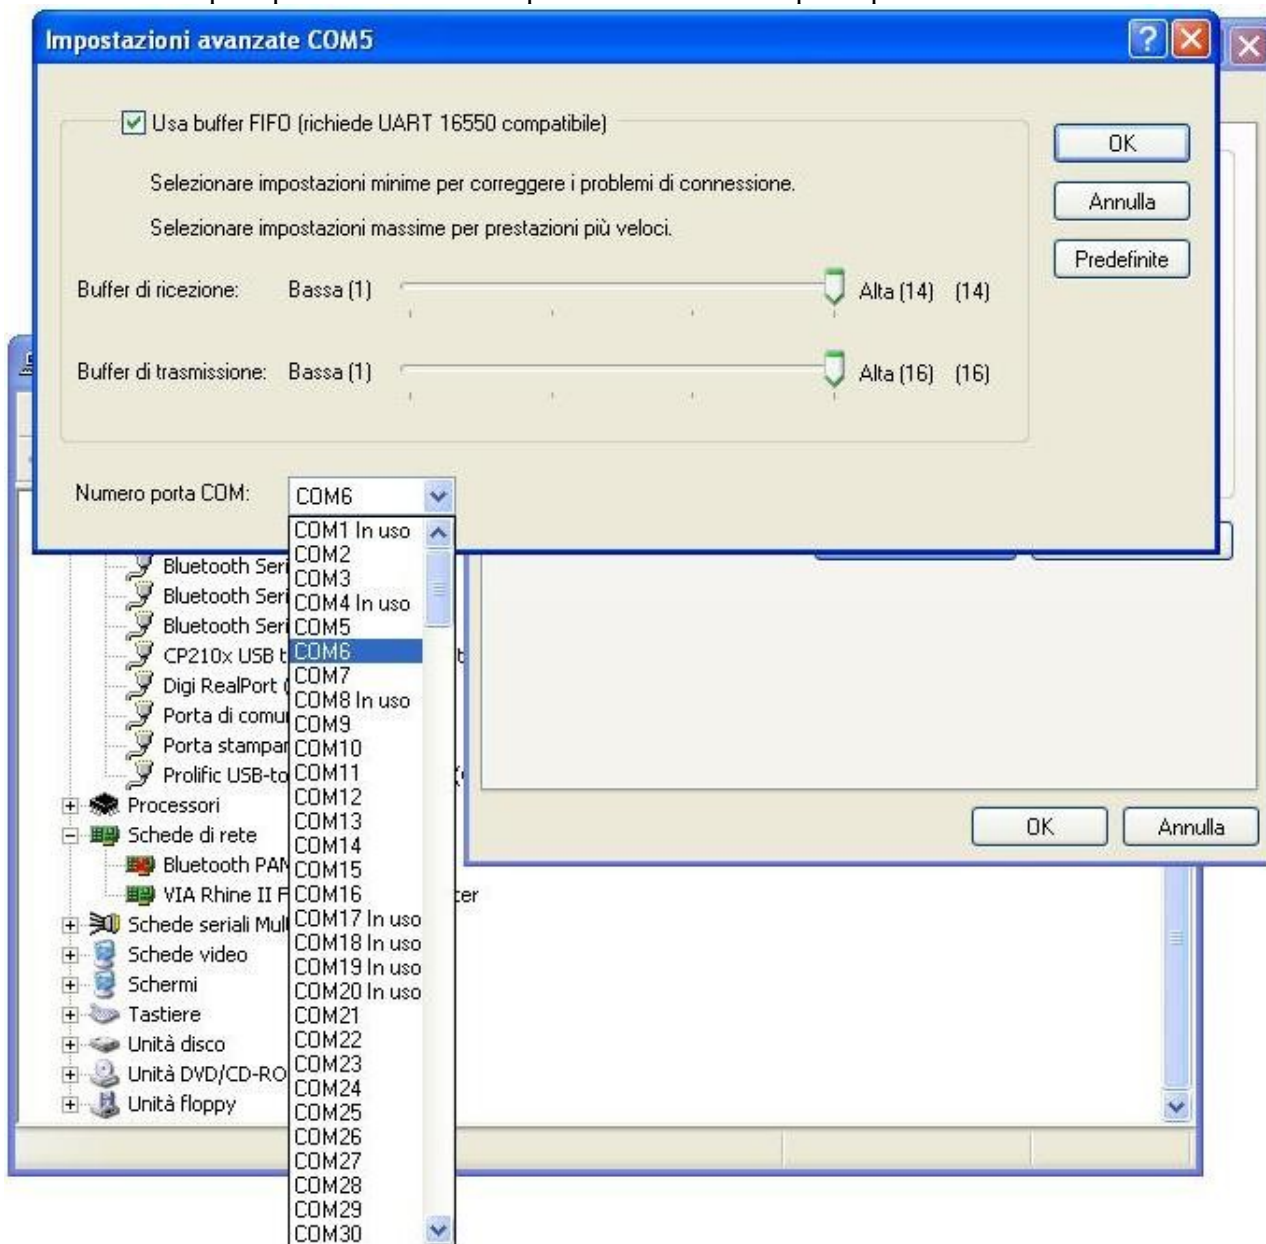 Impostazioni avanzate COM5
Usa buffer FIFO (richiede UART 16550 compatibile)
OK
Selezionare impostazioni minime per correggere i problemi di connessione.
Annulla
Selezionare impostazioni massime per prestazioni più veloci.
Predefinite
Buffer di ricezione: Bassa (1) Alta (14) (14)
Buffer di trasmissione: Bassa (1) Alta (16) (16)
Numero porta COM: COM6
COM1 In uso
COM2
COM3
COM4 In uso
COM5
COM6
COM7
COM8 In uso
COM9
COM10
COM11
COM12
COM13
COM14
COM15
COM16
COM17 In uso
COM18 In uso
COM19 In uso
COM20 In uso
COM21
COM22
COM23
COM24
COM25
COM26
COM27
COM28
COM29
COM30
Bluetooth Seri
Bluetooth Seri
Bluetooth Seri
CP210x USB t
Digi RealPort (
Porta di comu
Porta stampar
Prolific USB-to
Processori
Schede di rete
Bluetooth PAN
VIA Rhine II F
Schede seriali Mul
Schede video
Schermi
Tastiere
Unità disco
Unità DVD/CD-RO
Unità floppy
OK Annulla